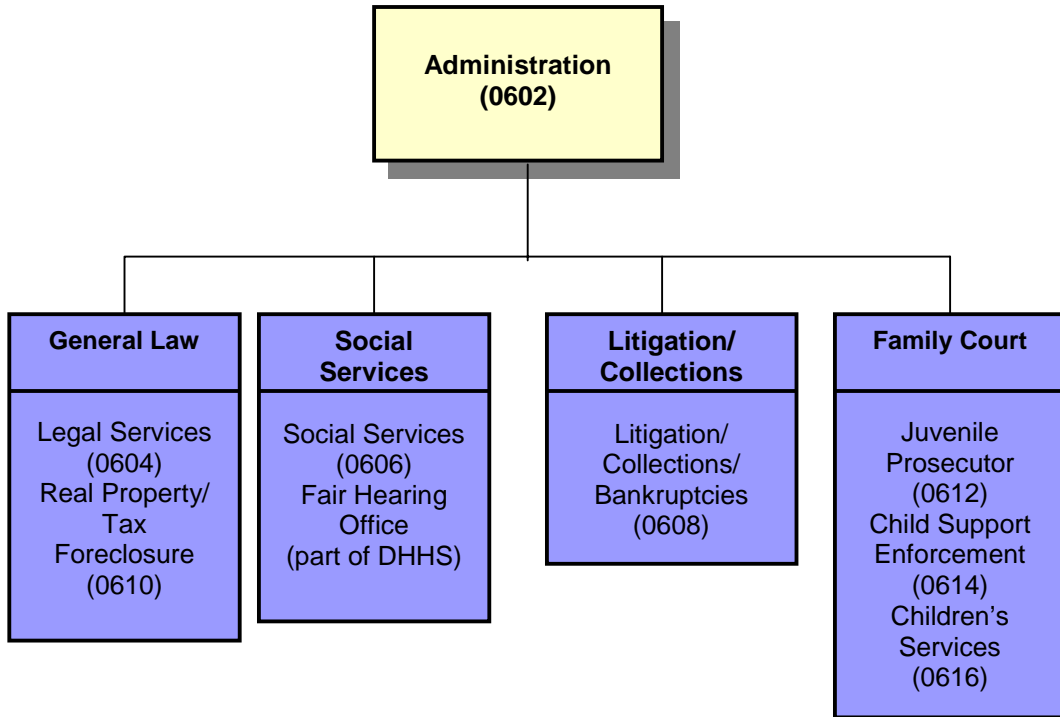 Administration
(0602)
General Law
Legal Services
(0604)
Real Property/
Tax
Foreclosure
(0610)
Social
Services
Social Services
(0606)
Fair Hearing
Office
(part of DHHS)
Litigation/
Collections
Litigation/
Collections/
Bankruptcies
(0608)
Family Court
Juvenile
Prosecutor
(0612)
Child Support
Enforcement
(0614)
Children’s
Services
(0616)